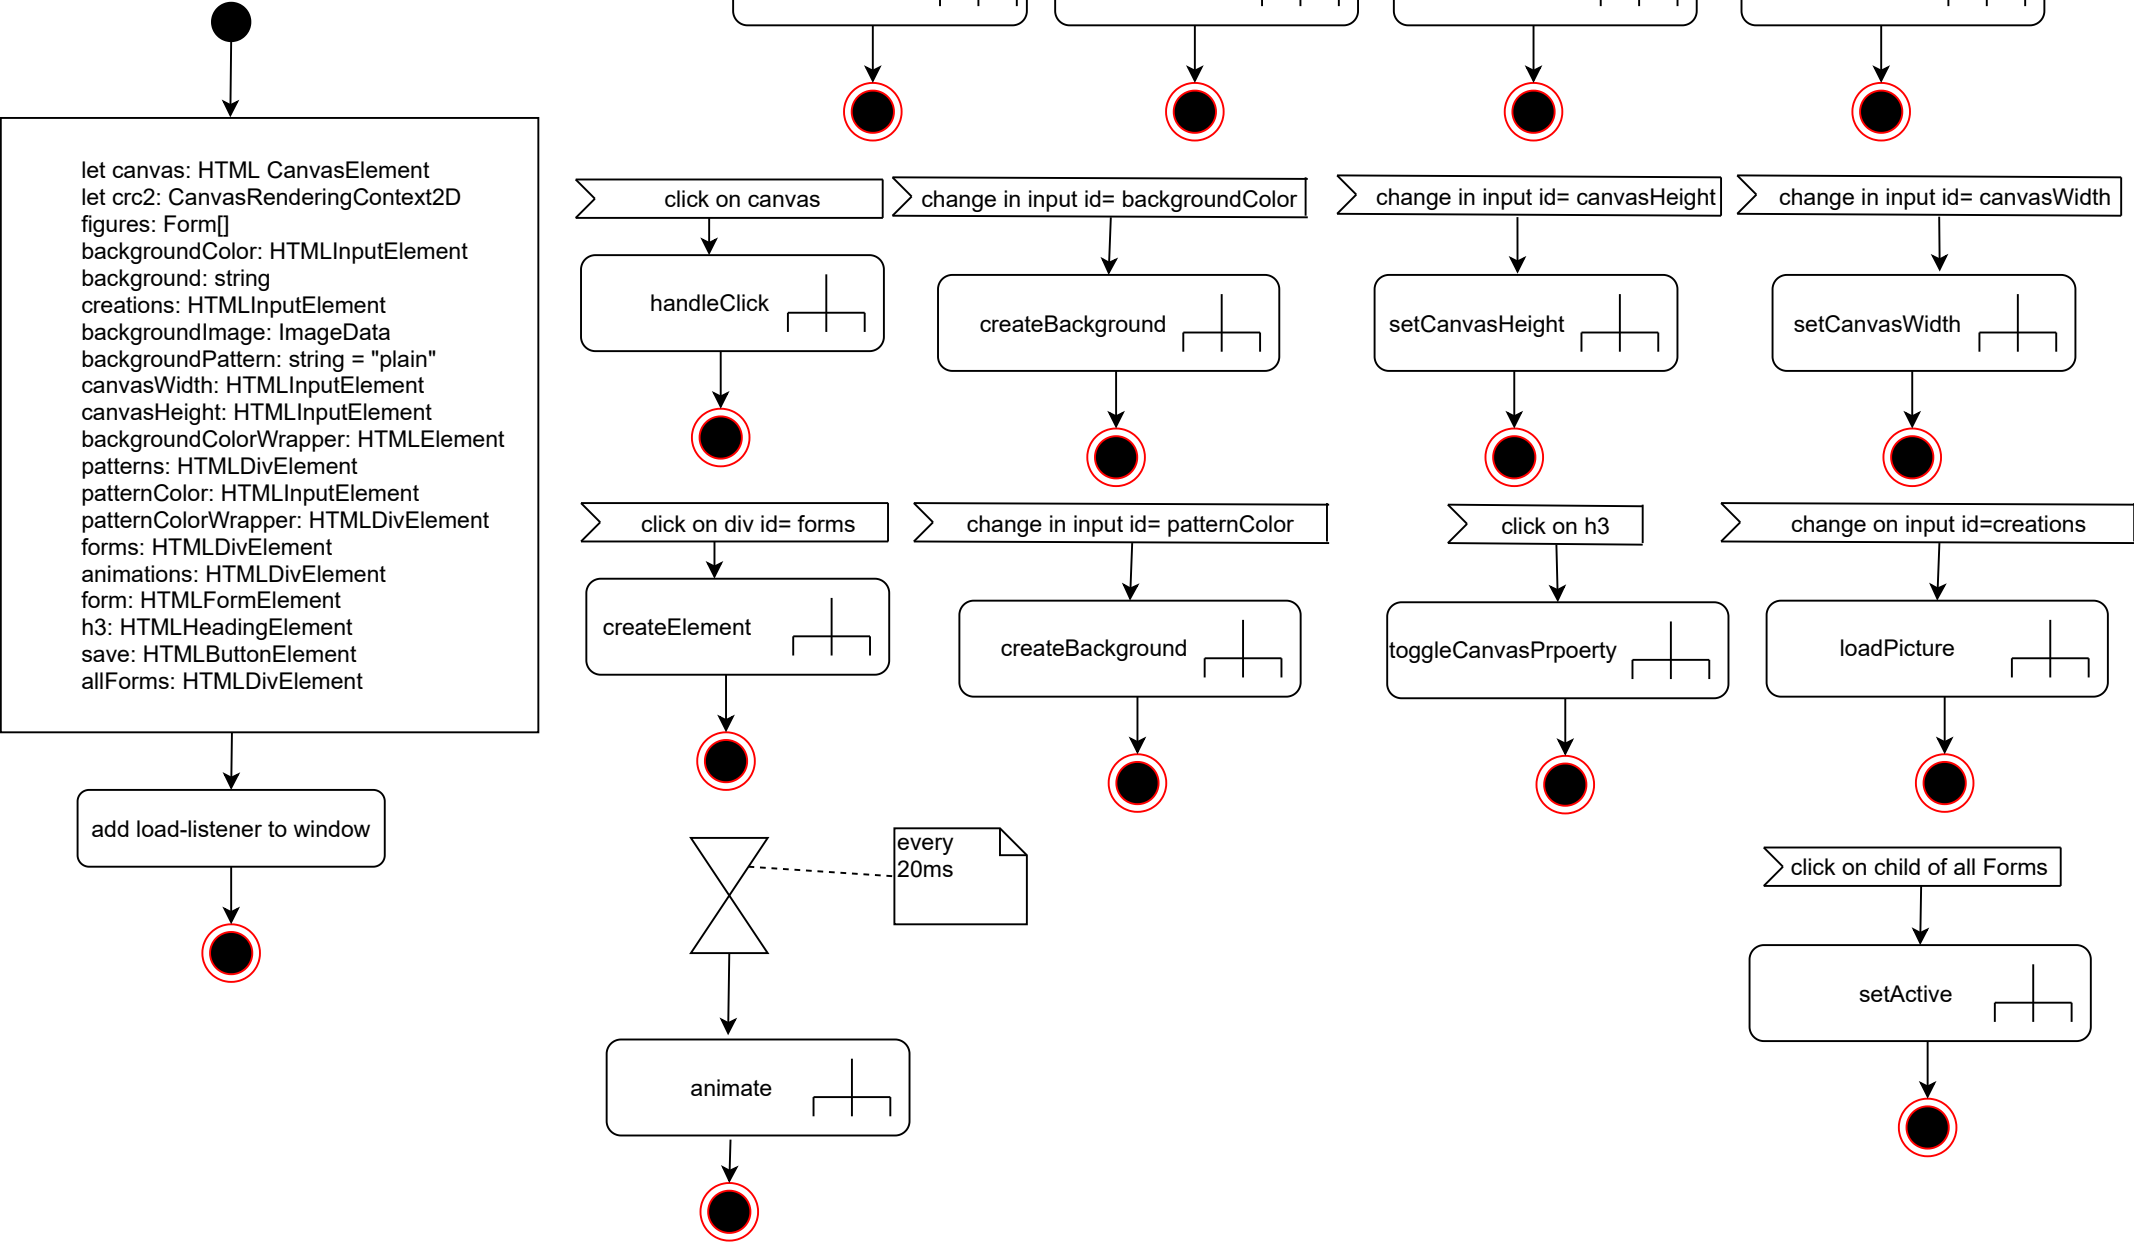 let canvas: HTML CanvasElement
let crc2: CanvasRenderingContext2D
figures: Form[]
backgroundColor: HTMLInputElement
background: string
creations: HTMLInputElement
backgroundImage: ImageData
backgroundPattern: string = "plain"
canvasWidth: HTMLInputElement
canvasHeight: HTMLInputElement
backgroundColorWrapper: HTMLElement
patterns: HTMLDivElement
patternColor: HTMLInputElement
patternColorWrapper: HTMLDivElement
forms: HTMLDivElement
animations: HTMLDivElement
form: HTMLFormElement
h3: HTMLHeadingElement
save: HTMLButtonElement
allForms: HTMLDivElement
add load-listener to window
click on canvas
change in input id= backgroundColor
change in input id= canvasHeight
change in input id= canvasWidth
handleClick
createBackground
setCanvasHeight
setCanvasWidth
click on div id= forms
change in input id= patternColor
click on h3
change on input id=creations
createElement
createBackground
toggleCanvasPrpoerty
loadPicture
every
20ms
click on child of all Forms
animate
setActive